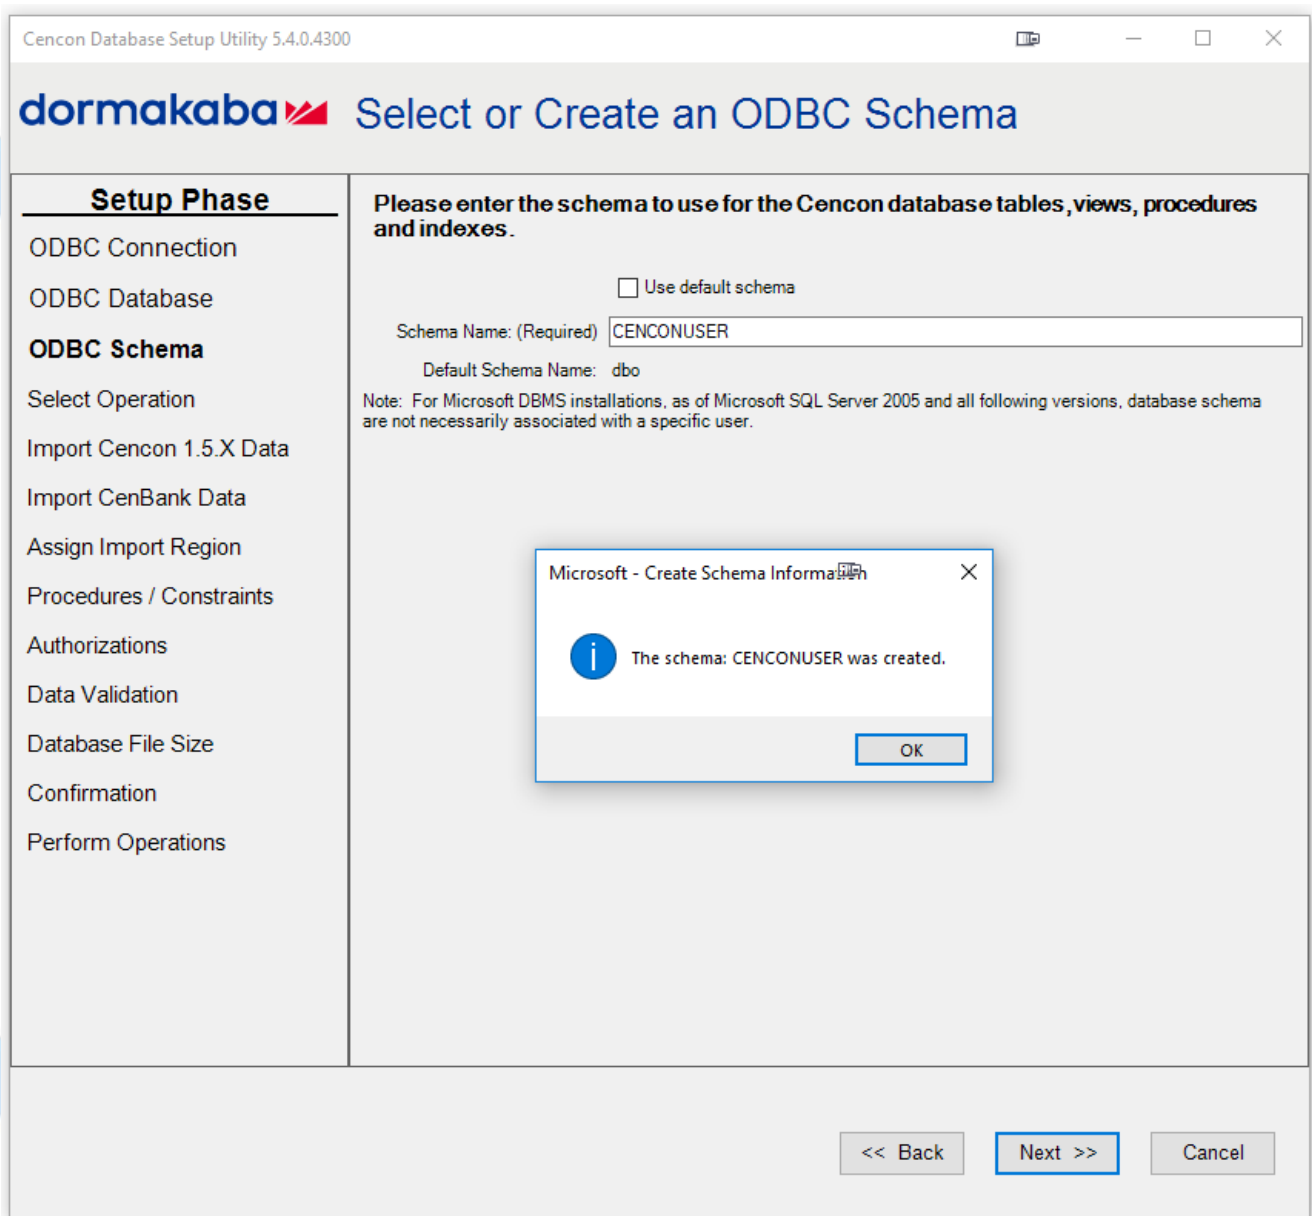 Cencon Database Setup Utility 5.4.0.4300
dormakaba
Select or Create an ODBC Schema
Setup Phase
ODBC Connection
ODBC Database
ODBC Schema
Select Operation
Import Cencon 1.5.X Data
Import CenBank Data
Assign Import Region
Procedures / Constraints
Authorizations
Data Validation
Database File Size
Confirmation
Perform Operations
Please enter the schema to use for the Cencon database tables,views, procedures
and indexes.
Use default schema
Schema Name: (Required) CENCONUSER
Default Schema Name: dbo
Note: For Microsoft DBMS installations, as of Microsoft SQL Server 2005 and all following versions, database schema
are not necessarily associated with a specific user.
Microsoft - Create Schema Information
The schema: CENCONUSER was created.
OK
<< Back
Next >>
Cancel